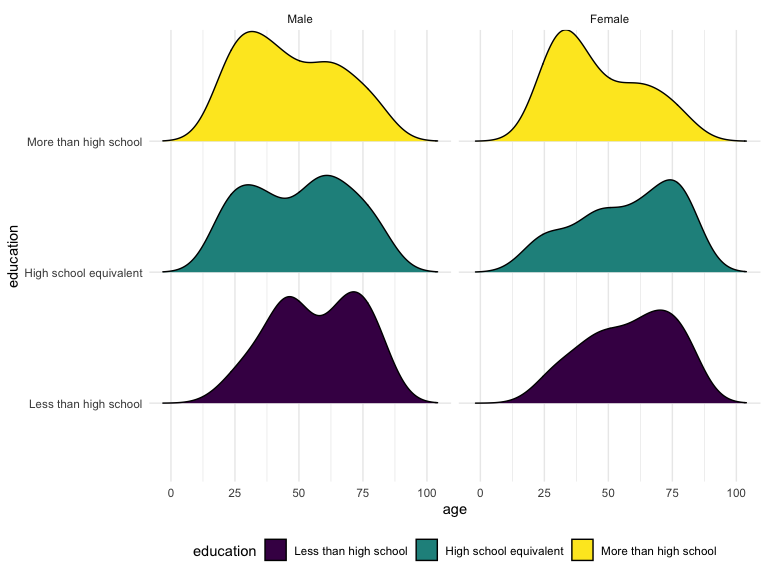 Male Female
More than high school
High school equivalent
Less than high school
education
0 25 50 75 100 0 25 50 75 100
age
education Less than high school High school equivalent More than high school